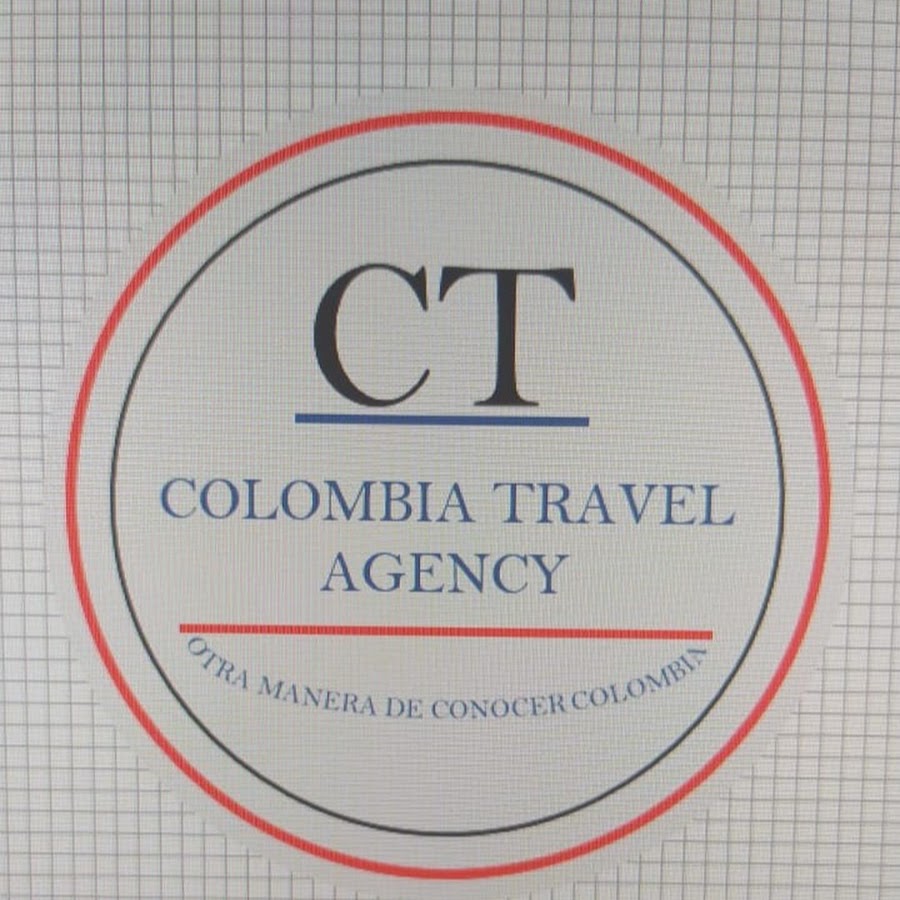 CT
COLOMBIA TRAVEL
AGENCY
OTRA MANERA DE CONOCER COLOMBIA